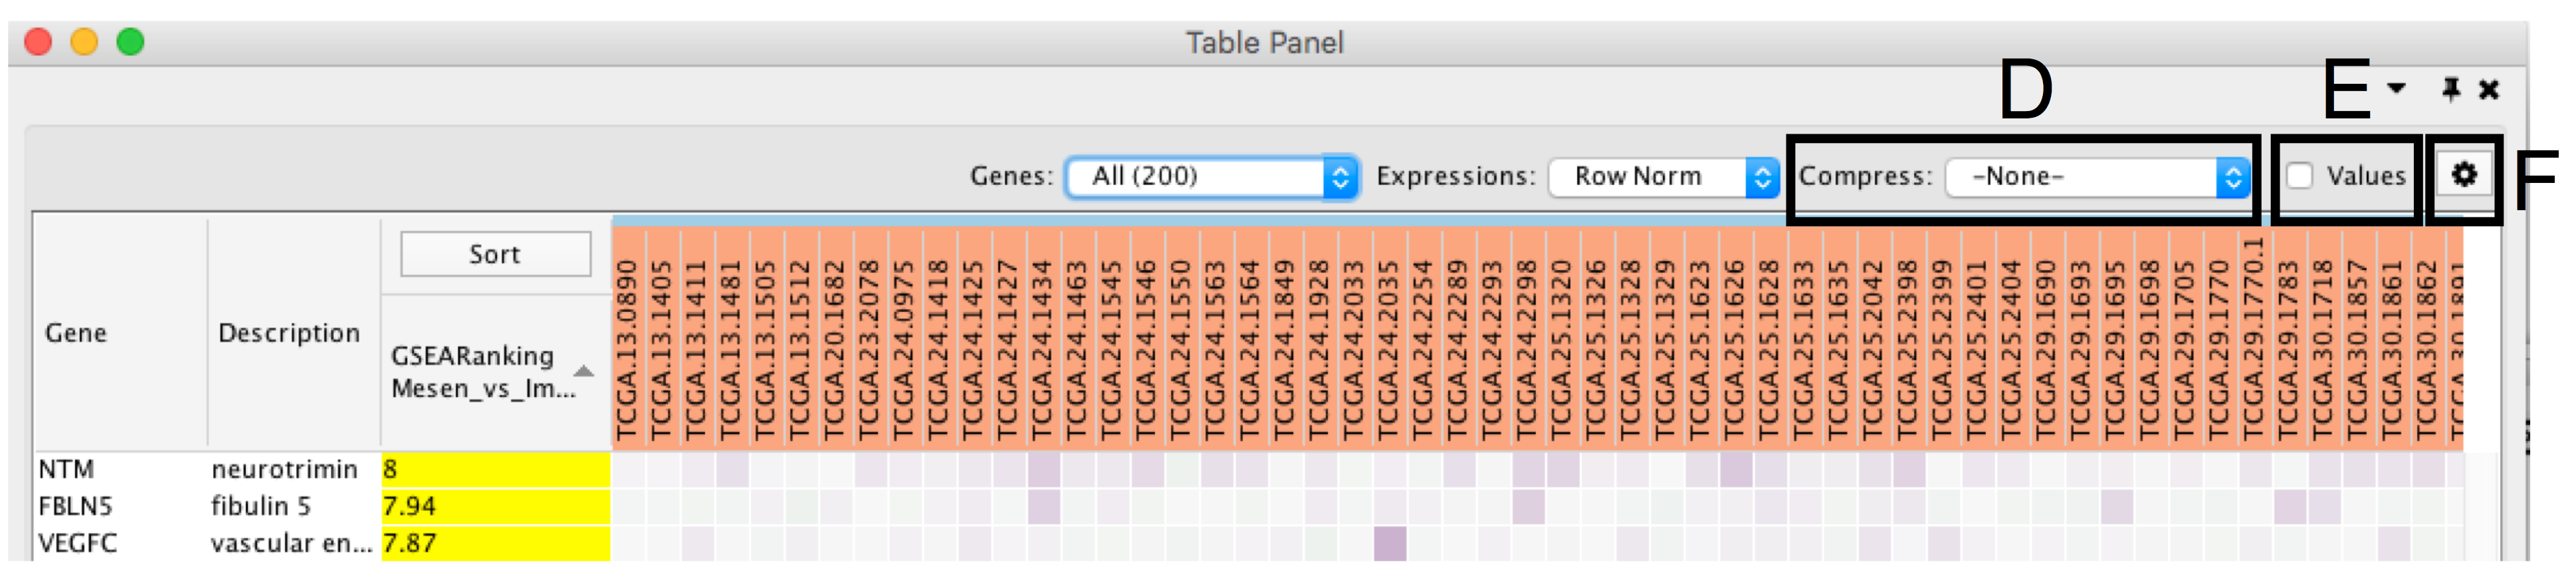 Table Panel
D
E
Genes: All (200) Expressions: Row Norm Compress: -None- Values
F
Gene
Description
Sort
GSEARanking
Mesen_vs_Im...
TCGA.13.0890
TCGA.13.1405
TCGA.13.1411
TCGA.13.1481
TCGA.13.1505
TCGA.13.1512
TCGA.20.1682
TCGA.23.2078
TCGA.24.0975
TCGA.24.1418
TCGA.24.1425
TCGA.24.1427
TCGA.24.1434
TCGA.24.1463
TCGA.24.1545
TCGA.24.1546
TCGA.24.1550
TCGA.24.1563
TCGA.24.1564
TCGA.24.1849
TCGA.24.1928
TCGA.24.2033
TCGA.24.2035
TCGA.24.2254
TCGA.24.2289
TCGA.24.2293
TCGA.24.2298
TCGA.25.1320
TCGA.25.1326
TCGA.25.1328
TCGA.25.1329
TCGA.25.1623
TCGA.25.1626
TCGA.25.1628
TCGA.25.1633
TCGA.25.1635
TCGA.25.2042
TCGA.25.2398
TCGA.25.2399
TCGA.25.2401
TCGA.25.2404
TCGA.29.1690
TCGA.29.1693
TCGA.29.1695
TCGA.29.1698
TCGA.29.1705
TCGA.29.1770
TCGA.29.1770.1
TCGA.29.1783
TCGA.30.1718
TCGA.30.1857
TCGA.30.1861
TCGA.30.1862
TCGA.30.1891
NTM neurotrimin 8
FBLN5 fibulin 5 7.94
VEGFC vascular en... 7.87